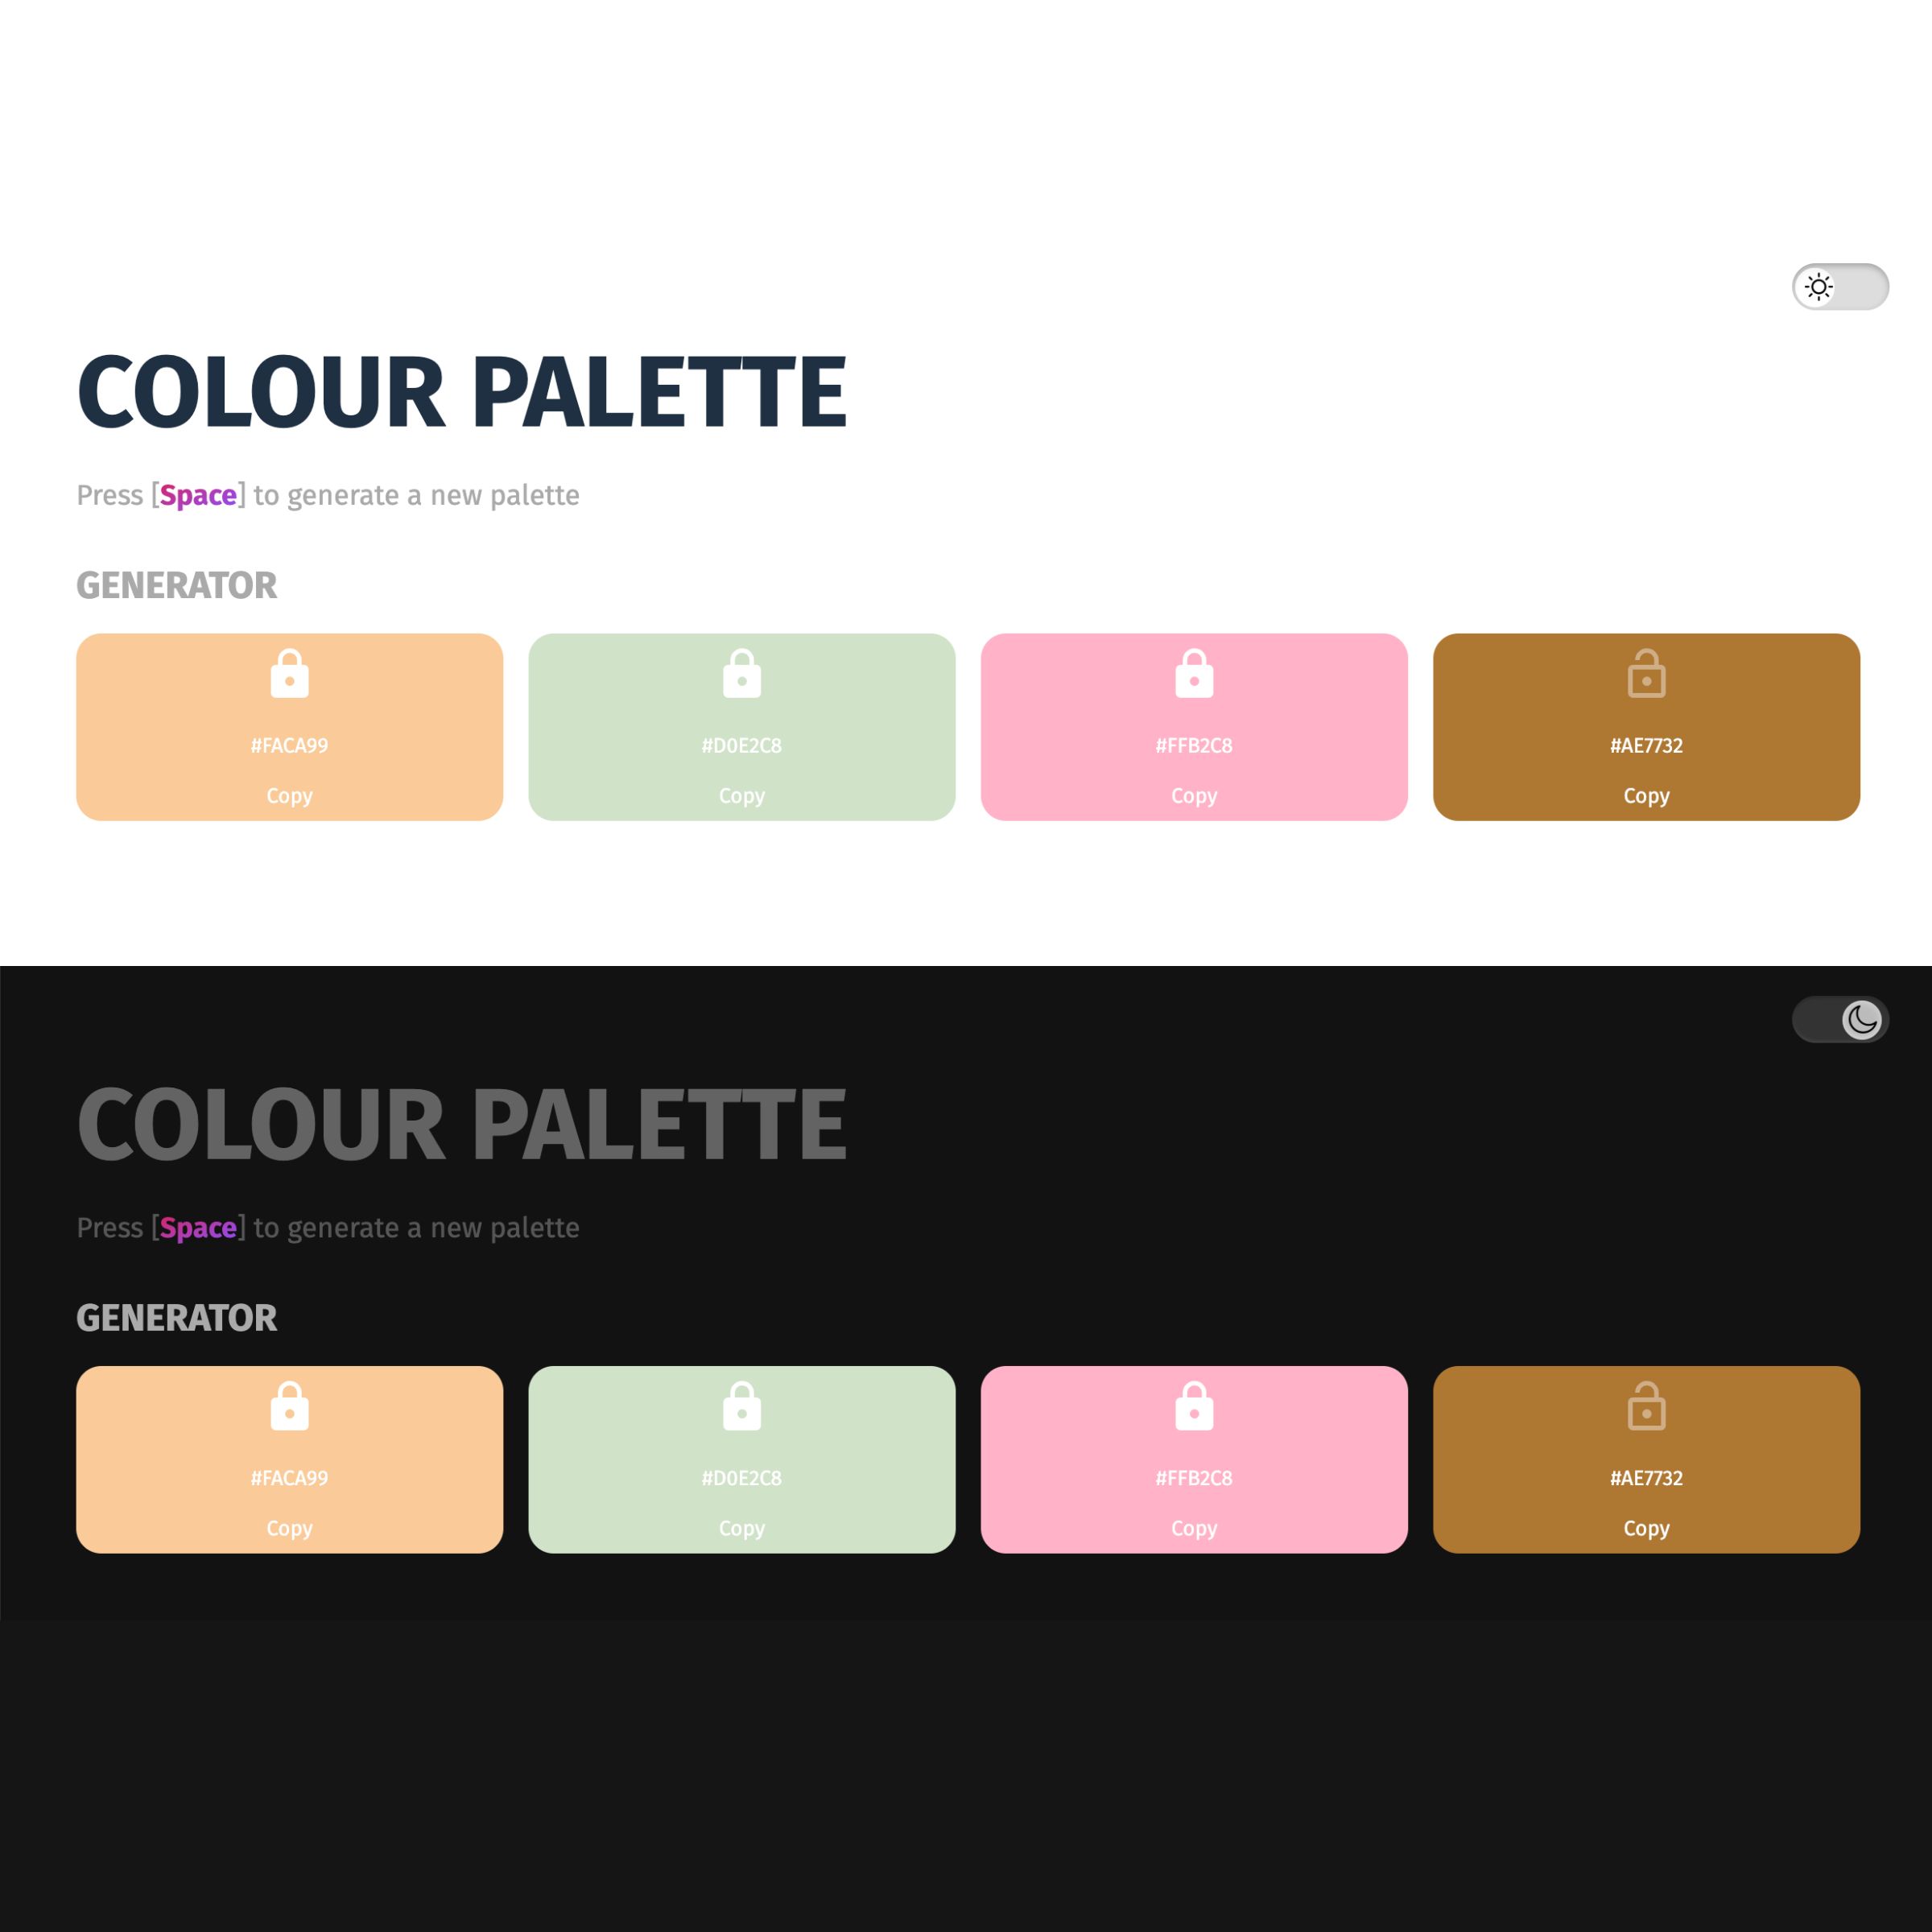 COLOUR PALETTE
Press [Space] to generate a new palette
GENERATOR
#FACA99 #D0E2C8 #FFB2C8 #AE7732
Copy Copy Copy Copy
COLOUR PALETTE
Press [Space] to generate a new palette
GENERATOR
#FACA99 #D0E2C8 #FFB2C8 #AE7732
Copy Copy Copy Copy